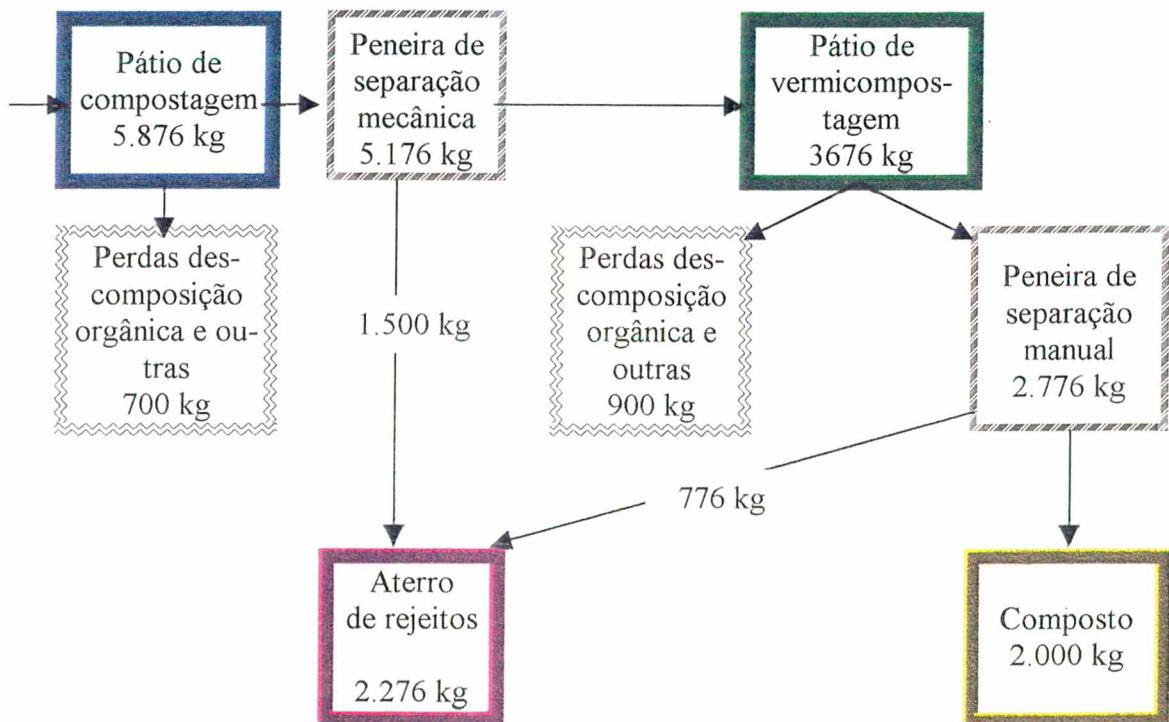 Pátio de
compostagem
5.876 kg
Peneira de
separação
mecânica
5.176 kg
Pátio de
vermicompos-
tagem
3676 kg
Perdas des-
composição
orgânica e ou-
tras
700 kg
1.500 kg
Perdas des-
composição
orgânica e
outras
900 kg
Peneira de
separação
manual
2.776 kg
776 kg
Aterro
de rejeitos
2.276 kg
Composto
2.000 kg